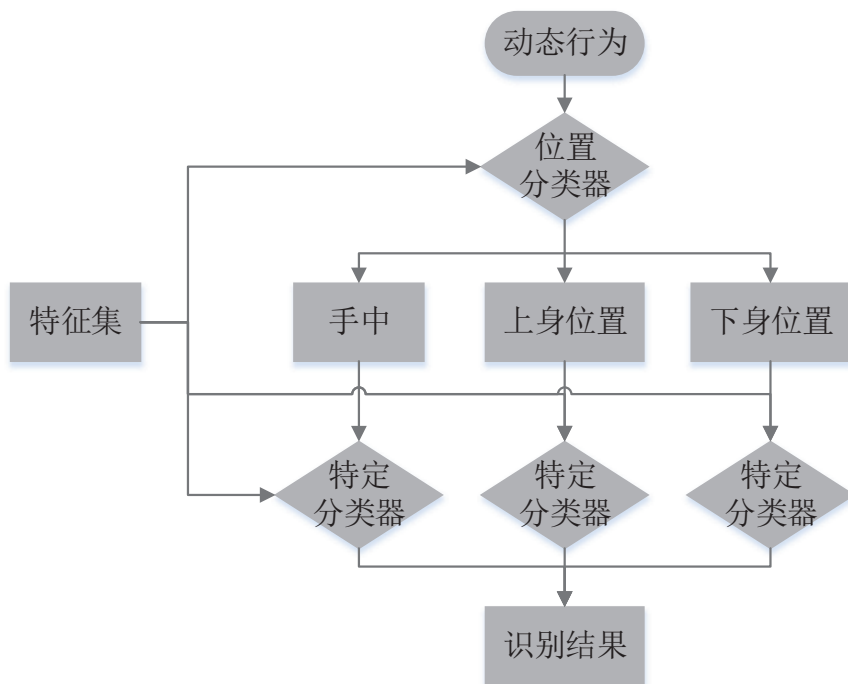 动态行为
位置
分类器
特征集
手中
上身位置
下身位置
特定
分类器
特定
分类器
特定
分类器
识别结果